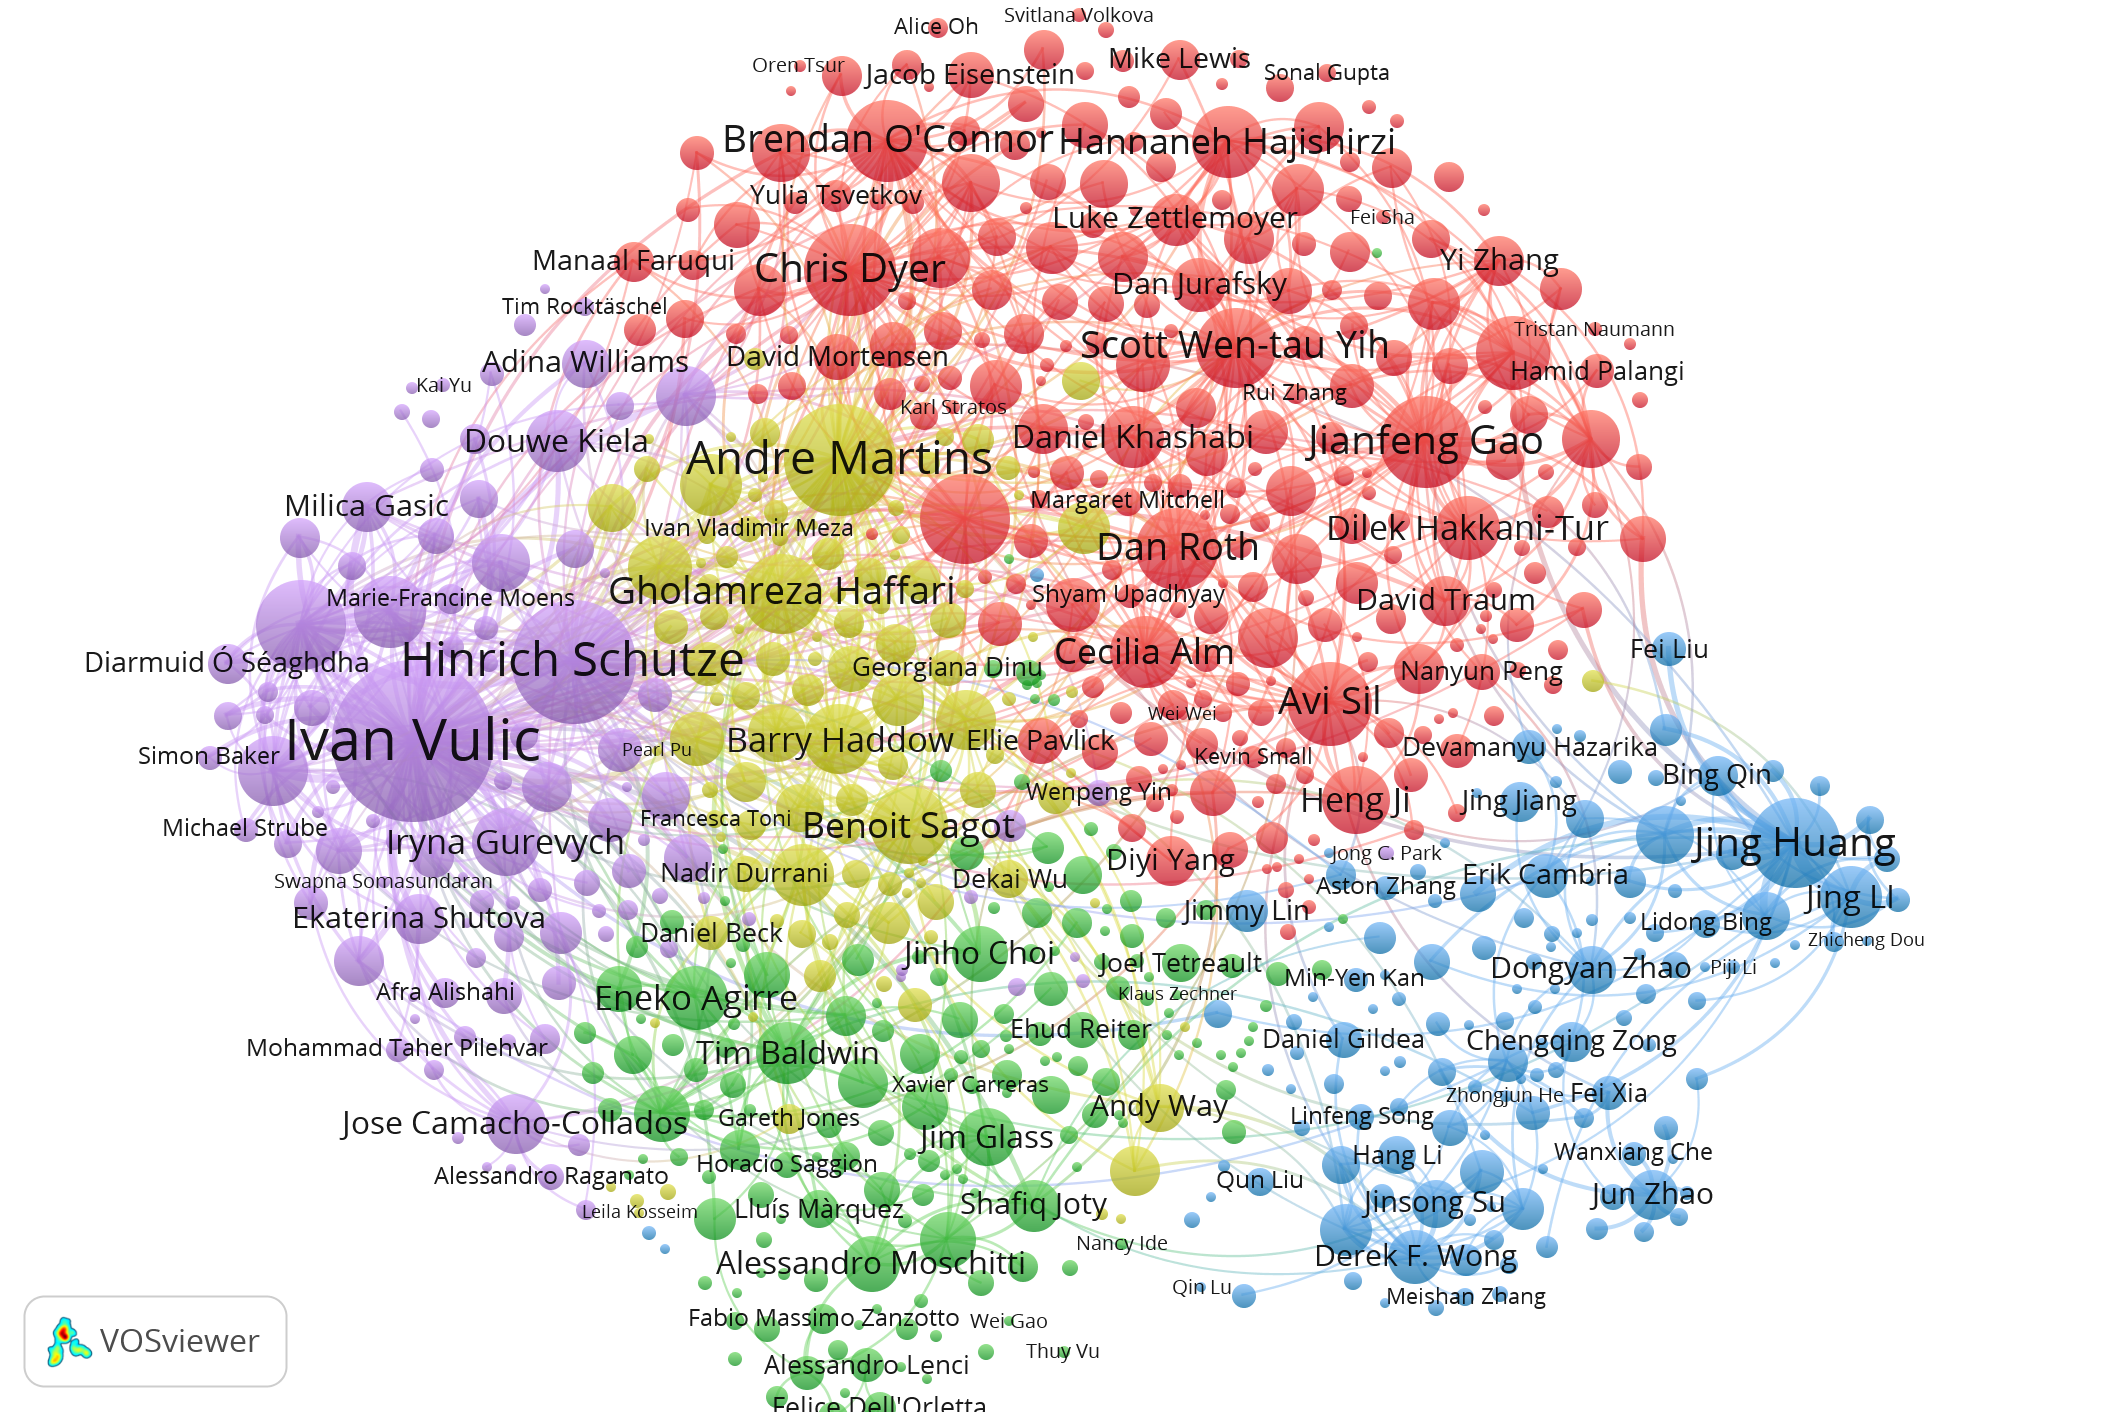 Svitlana Volkova
Alice Oh
Mike Lewis
Oren Tsur
Jacob Eisenstein
Sonal Gupta
Brendan O'Connor
Hannaneh Hajishirzi
Yulia Tsvetkov
Luke Zettlemoyer
Fei Sha
Manaal Faruqui
Chris Dyer
Yi Zhang
Dan Jurafsky
Tim Rocktäschel
Tristan Naumann
Scott Wen-tau Yih
David Mortensen
Adina Williams
Hamid Palangi
Kai Yu
Rui Zhang
Karl Stratos
Daniel Khashabi
Douwe Kiela
Jianfeng Gao
Andre Martins
Margaret Mitchell
Milica Gasic
Ivan Vladimir Meza
Dilek Hakkani-Tur
Dan Roth
Gholamreza Haffari
Shyam Upadhyay
Marie-Francine Moens
David Traum
Fei Liu
Cecilia Alm
Hinrich Schutze
Diarmuid Ó Séaghdha
Georgiana Dinu
Nanyun Peng
Avi Sil
Wei Wei
Ivan Vulic
Barry Haddow
Ellie Pavlick
Devamanyu Hazarika
Pearl Pu
Simon Baker
Kevin Small
Bing Qin
Wenpeng Yin
Heng Ji
Jing Jiang
Francesca Toni
Benoit Sagot
Michael Strube
Iryna Gurevych
Jing Huang
Jong C. Park
Diyi Yang
Nadir Durrani
Erik Cambria
Dekai Wu
Swapna Somasundaran
Aston Zhang
Jing LI
Jimmy Lin
Ekaterina Shutova
Lidong Bing
Daniel Beck
Zhicheng Dou
Jinho Choi
Joel Tetreault
Dongyan Zhao
Piji Li
Min-Yen Kan
Afra Alishahi
Klaus Zechner
Eneko Agirre
Ehud Reiter
Daniel Gildea
Chengqing Zong
Mohammad Taher Pilehvar
Tim Baldwin
Xavier Carreras
Zhongjun He
Fei Xia
Andy Way
Linfeng Song
Gareth Jones
Jose Camacho-Collados
Jim Glass
Wanxiang Che
Hang Li
Horacio Saggion
Alessandro Raganato
Qun Liu
Jun Zhao
Jinsong Su
Shafiq Joty
Lluís Màrquez
Leila Kosseim
Nancy Ide
Derek F. Wong
Alessandro Moschitti
Qin Lu
Meishan Zhang
Fabio Massimo Zanzotto
Wei Gao
VOSviewer
Thuy Vu
Alessandro Lenci
Felice Dell'Orletta